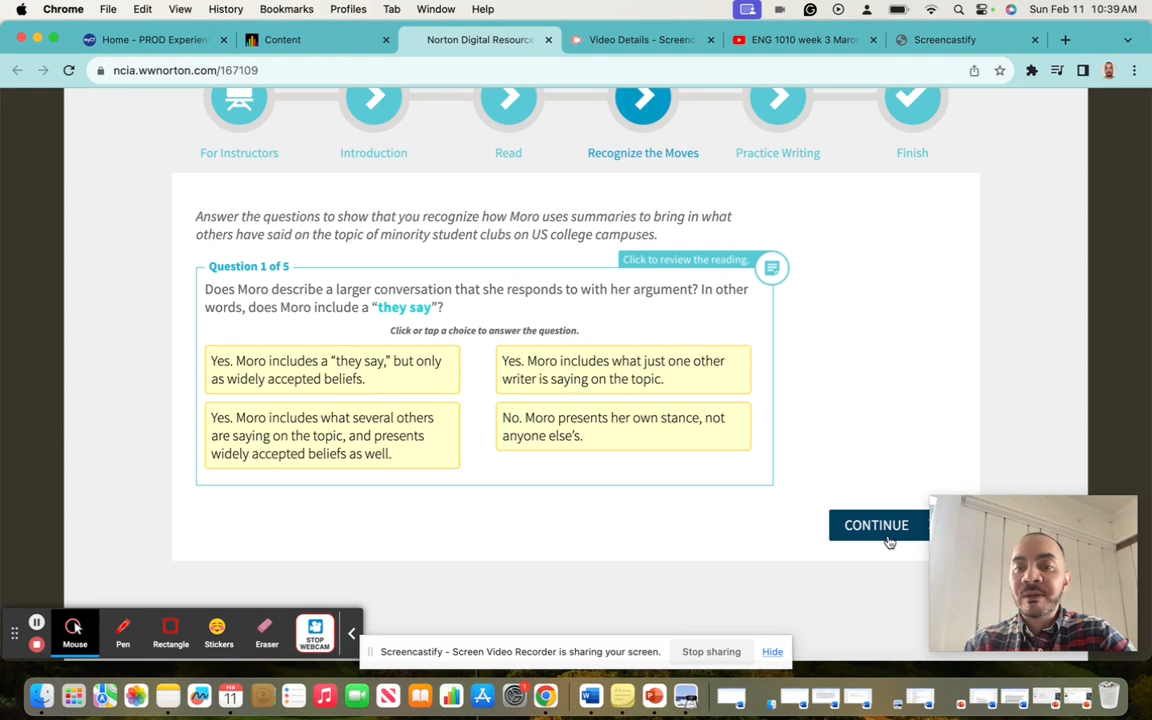 Chrome File Edit View History Bookmarks Profiles Tab Window Help Sun Feb 11 10:39 AM
Home - PROD Experien Content Norton Digital Resource Video Details - Screenc ENG 1010 week 3 Maro Screencastify
ncia.wwnorton.com/167109
For Instructors Introduction Read Recognize the Moves Practice Writing Finish
Answer the questions to show that you recognize how Moro uses summaries to bring in what
others have said on the topic of minority student clubs on US college campuses.
Click to review the reading.
Question 1 of 5
Does Moro describe a larger conversation that she responds to with her argument? In other
words, does Moro include a “they say”?
Click or tap a choice to answer the question.
Yes. Moro includes a “they say,” but only
as widely accepted beliefs.
Yes. Moro includes what just one other
writer is saying on the topic.
Yes. Moro includes what several others
are saying on the topic, and presents
widely accepted beliefs as well.
No. Moro presents her own stance, not
anyone else’s.
CONTINUE
Mouse Pen Rectangle Stickers Eraser STOP
WEBCAM
Screencastify - Screen Video Recorder is sharing your screen. Stop sharing Hide
FEB
11
1